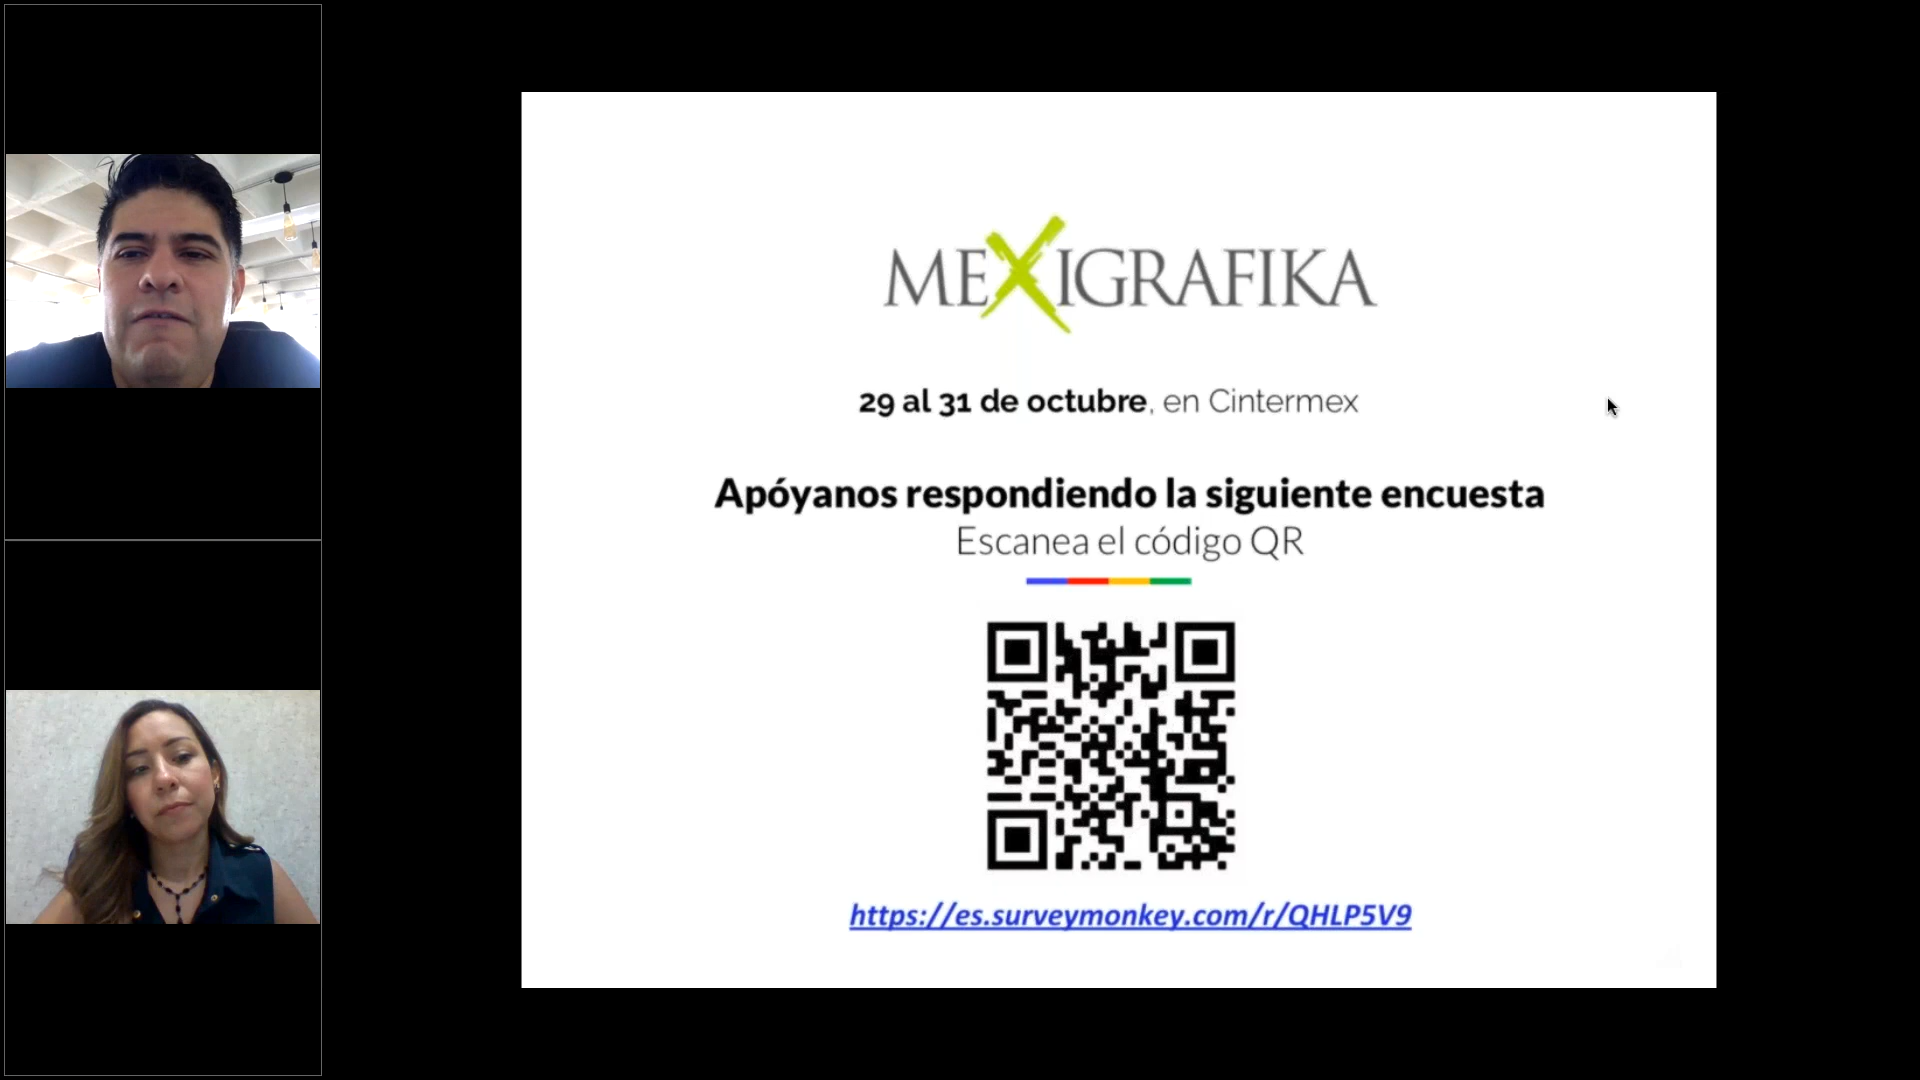 MEXIGRAFIKA
29 al 31 de octubre, en Cintermex
Apóyanos respondiendo la siguiente encuesta
Escanea el código QR
https://es.surveymonkey.com/r/QHLP5V9